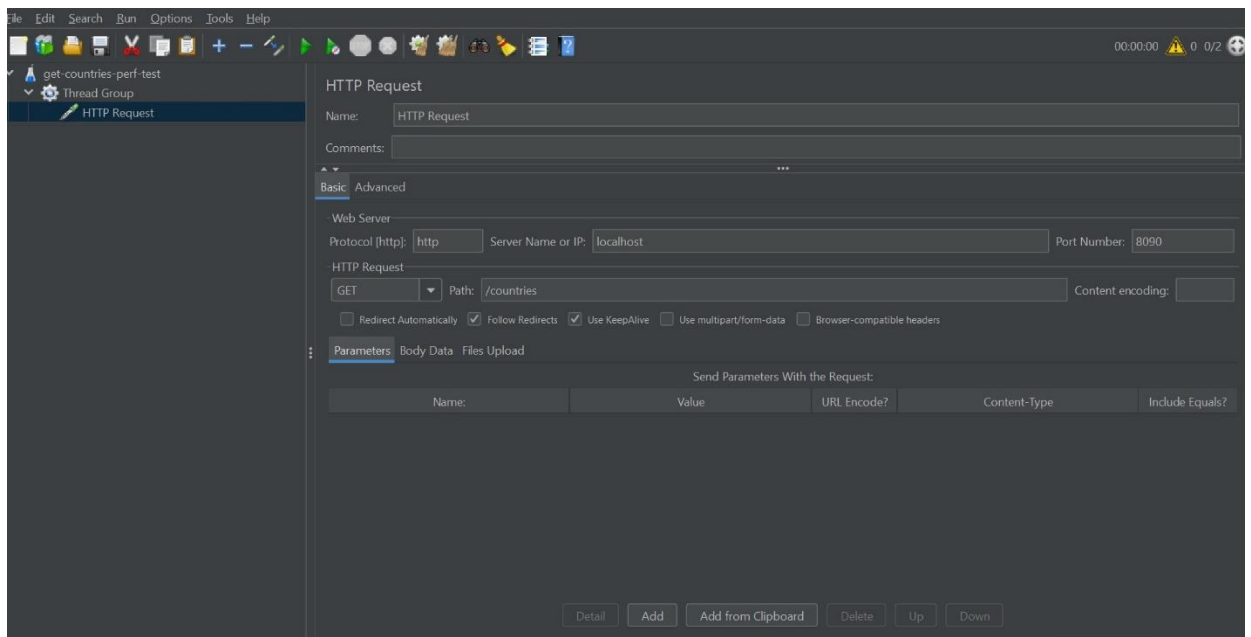 File Edit Search Run Options Tools Help
00:00:00 0 0/2
get-countries-perf-test
Thread Group
HTTP Request
HTTP Request
Name: HTTP Request
Comments:
Basic Advanced
Web Server
Protocol [http]: http Server Name or IP: localhost Port Number: 8090
HTTP Request
GET Path: /countries Content encoding:
Redirect Automatically Follow Redirects Use KeepAlive Use multipart/form-data Browser-compatible headers
Parameters Body Data Files Upload
Send Parameters With the Request:
Name: Value URL Encode? Content-Type Include Equals?
Detail Add Add from Clipboard Delete Up Down